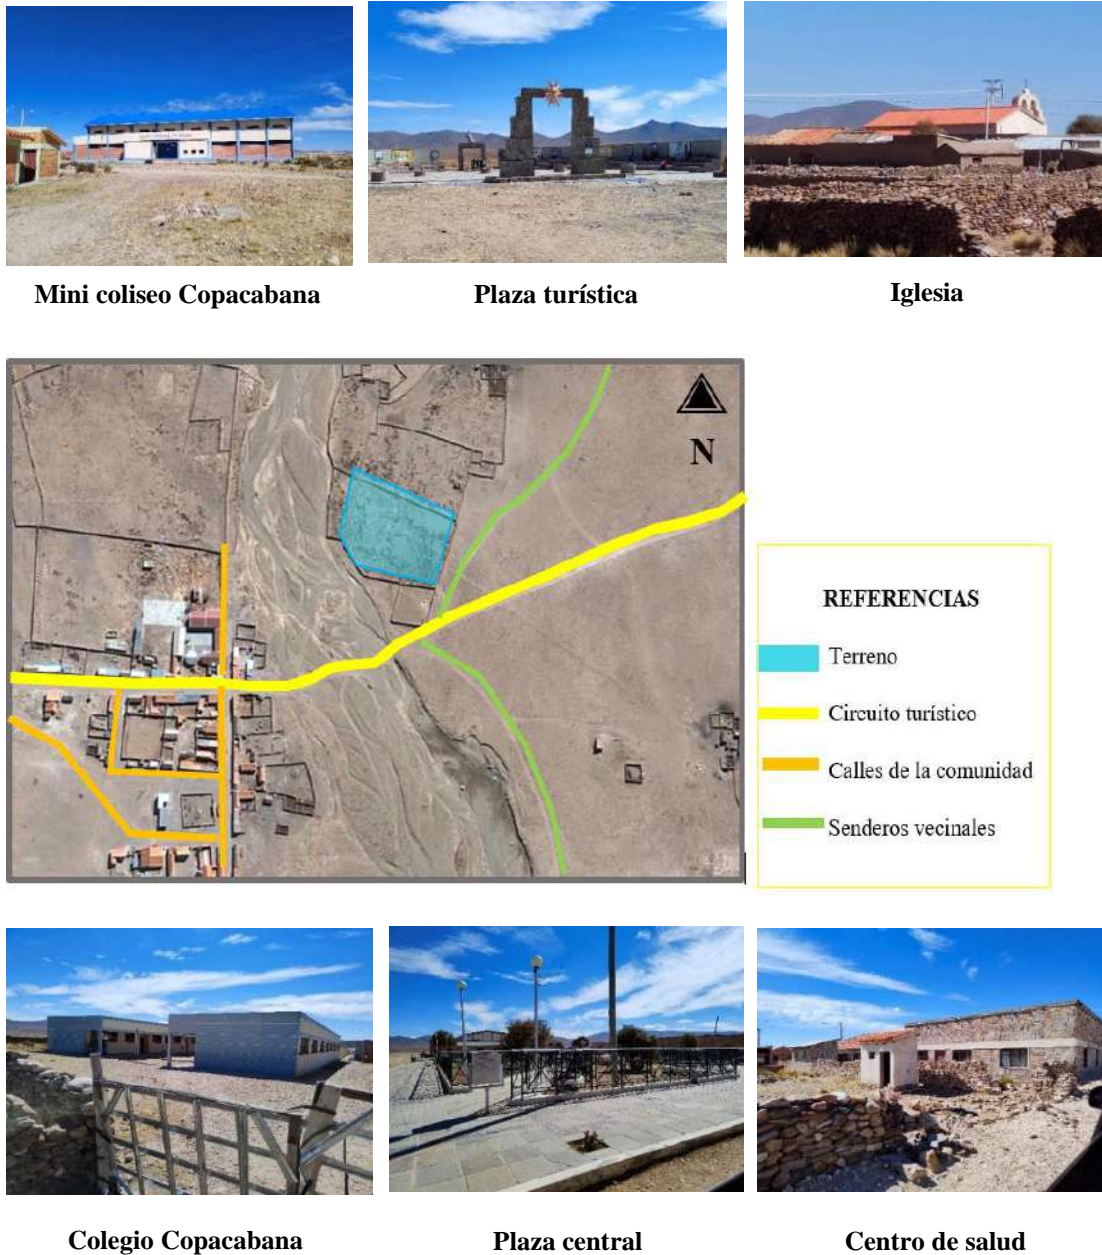 Mini coliseo Copacabana
Plaza turística
Iglesia
N
REFERENCIAS
Terreno
Circuito turístico
Calles de la comunidad
Senderos vecinales
Colegio Copacabana
Plaza central
Centro de salud